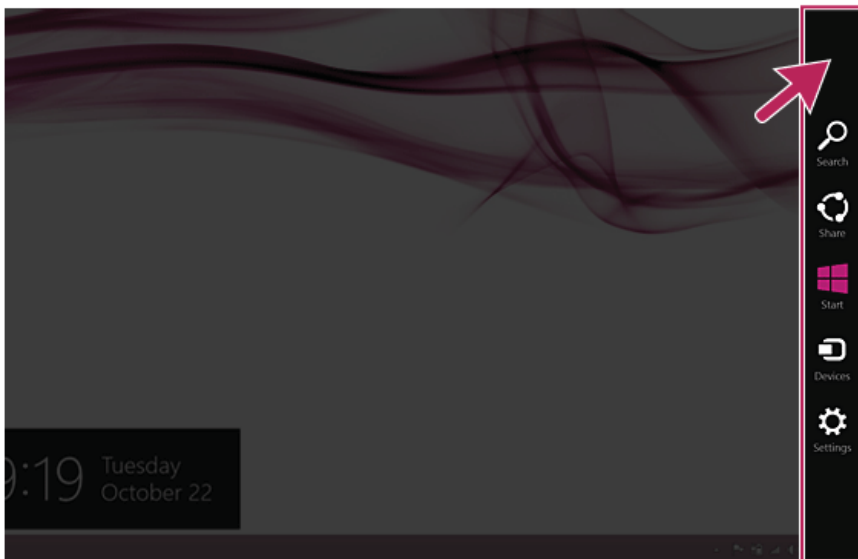 Search
Share
Start
Devices
Settings
9:19
Tuesday
October 22